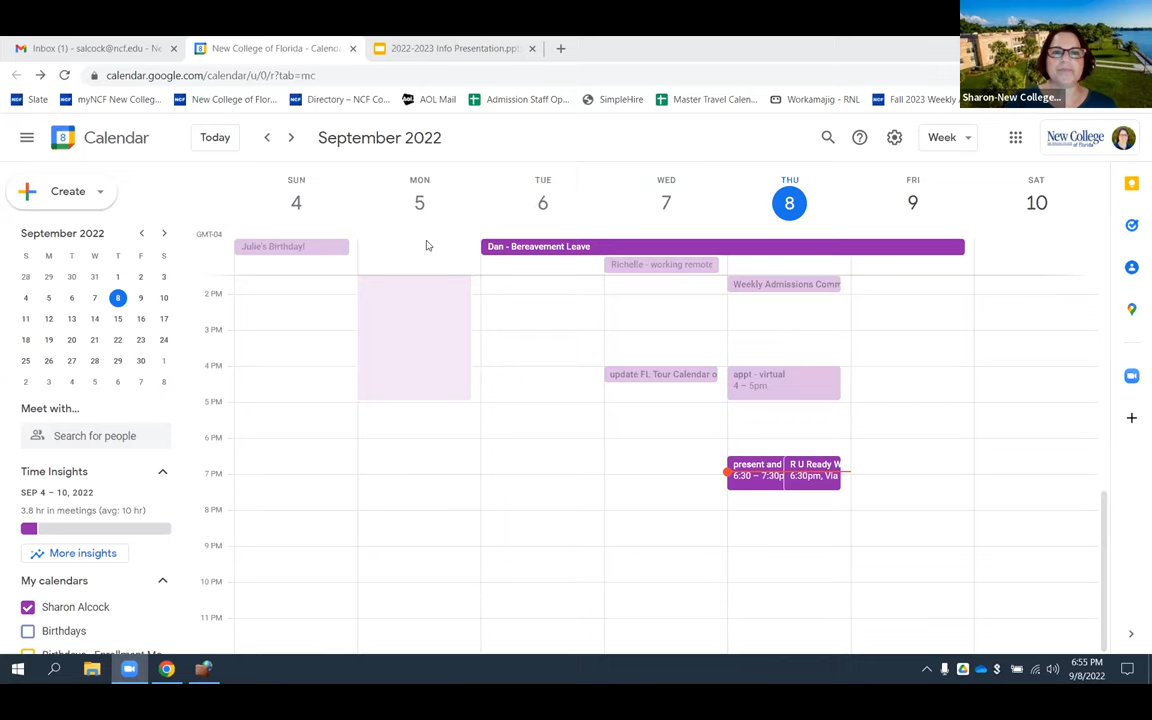 Inbox (1) - salcock@ncf.edu - Ne
New College of Florida - Calenda
2022-2023 Info Presentation.pptx
calendar.google.com/calendar/u/0/r?tab=mc
Slate
myNCF New Colleg...
New College of Flor...
Directory – NCF Co...
AOL Mail
Admission Staff Op...
SimpleHire
Master Travel Calen...
Workamajig - RNL
Fall 2023 Weekly
Sharon-New College...
Calendar
Today
September 2022
Week
New College
of Florida
Create
SUN
MON
TUE
WED
THU
FRI
SAT
4
5
6
7
8
9
10
GMT-04
Julie's Birthday!
Dan - Bereavement Leave
Richelle - working remote
Weekly Admissions Comm
2 PM
3 PM
4 PM
5 PM
6 PM
7 PM
8 PM
9 PM
10 PM
11 PM
update FL Tour Calendar o
appt - virtual
4 – 5pm
present and
6:30 – 7:30p
R U Ready W
6:30pm, Via
September 2022
S M T W T F S
28 29 30 31 1 2 3
4 5 6 7 8 9 10
11 12 13 14 15 16 17
18 19 20 21 22 23 24
25 26 27 28 29 30 1
2 3 4 5 6 7 8
Meet with...
Search for people
Time Insights
SEP 4 – 10, 2022
3.8 hr in meetings (avg: 10 hr)
More insights
My calendars
Sharon Alcock
Birthdays
6:55 PM
9/8/2022